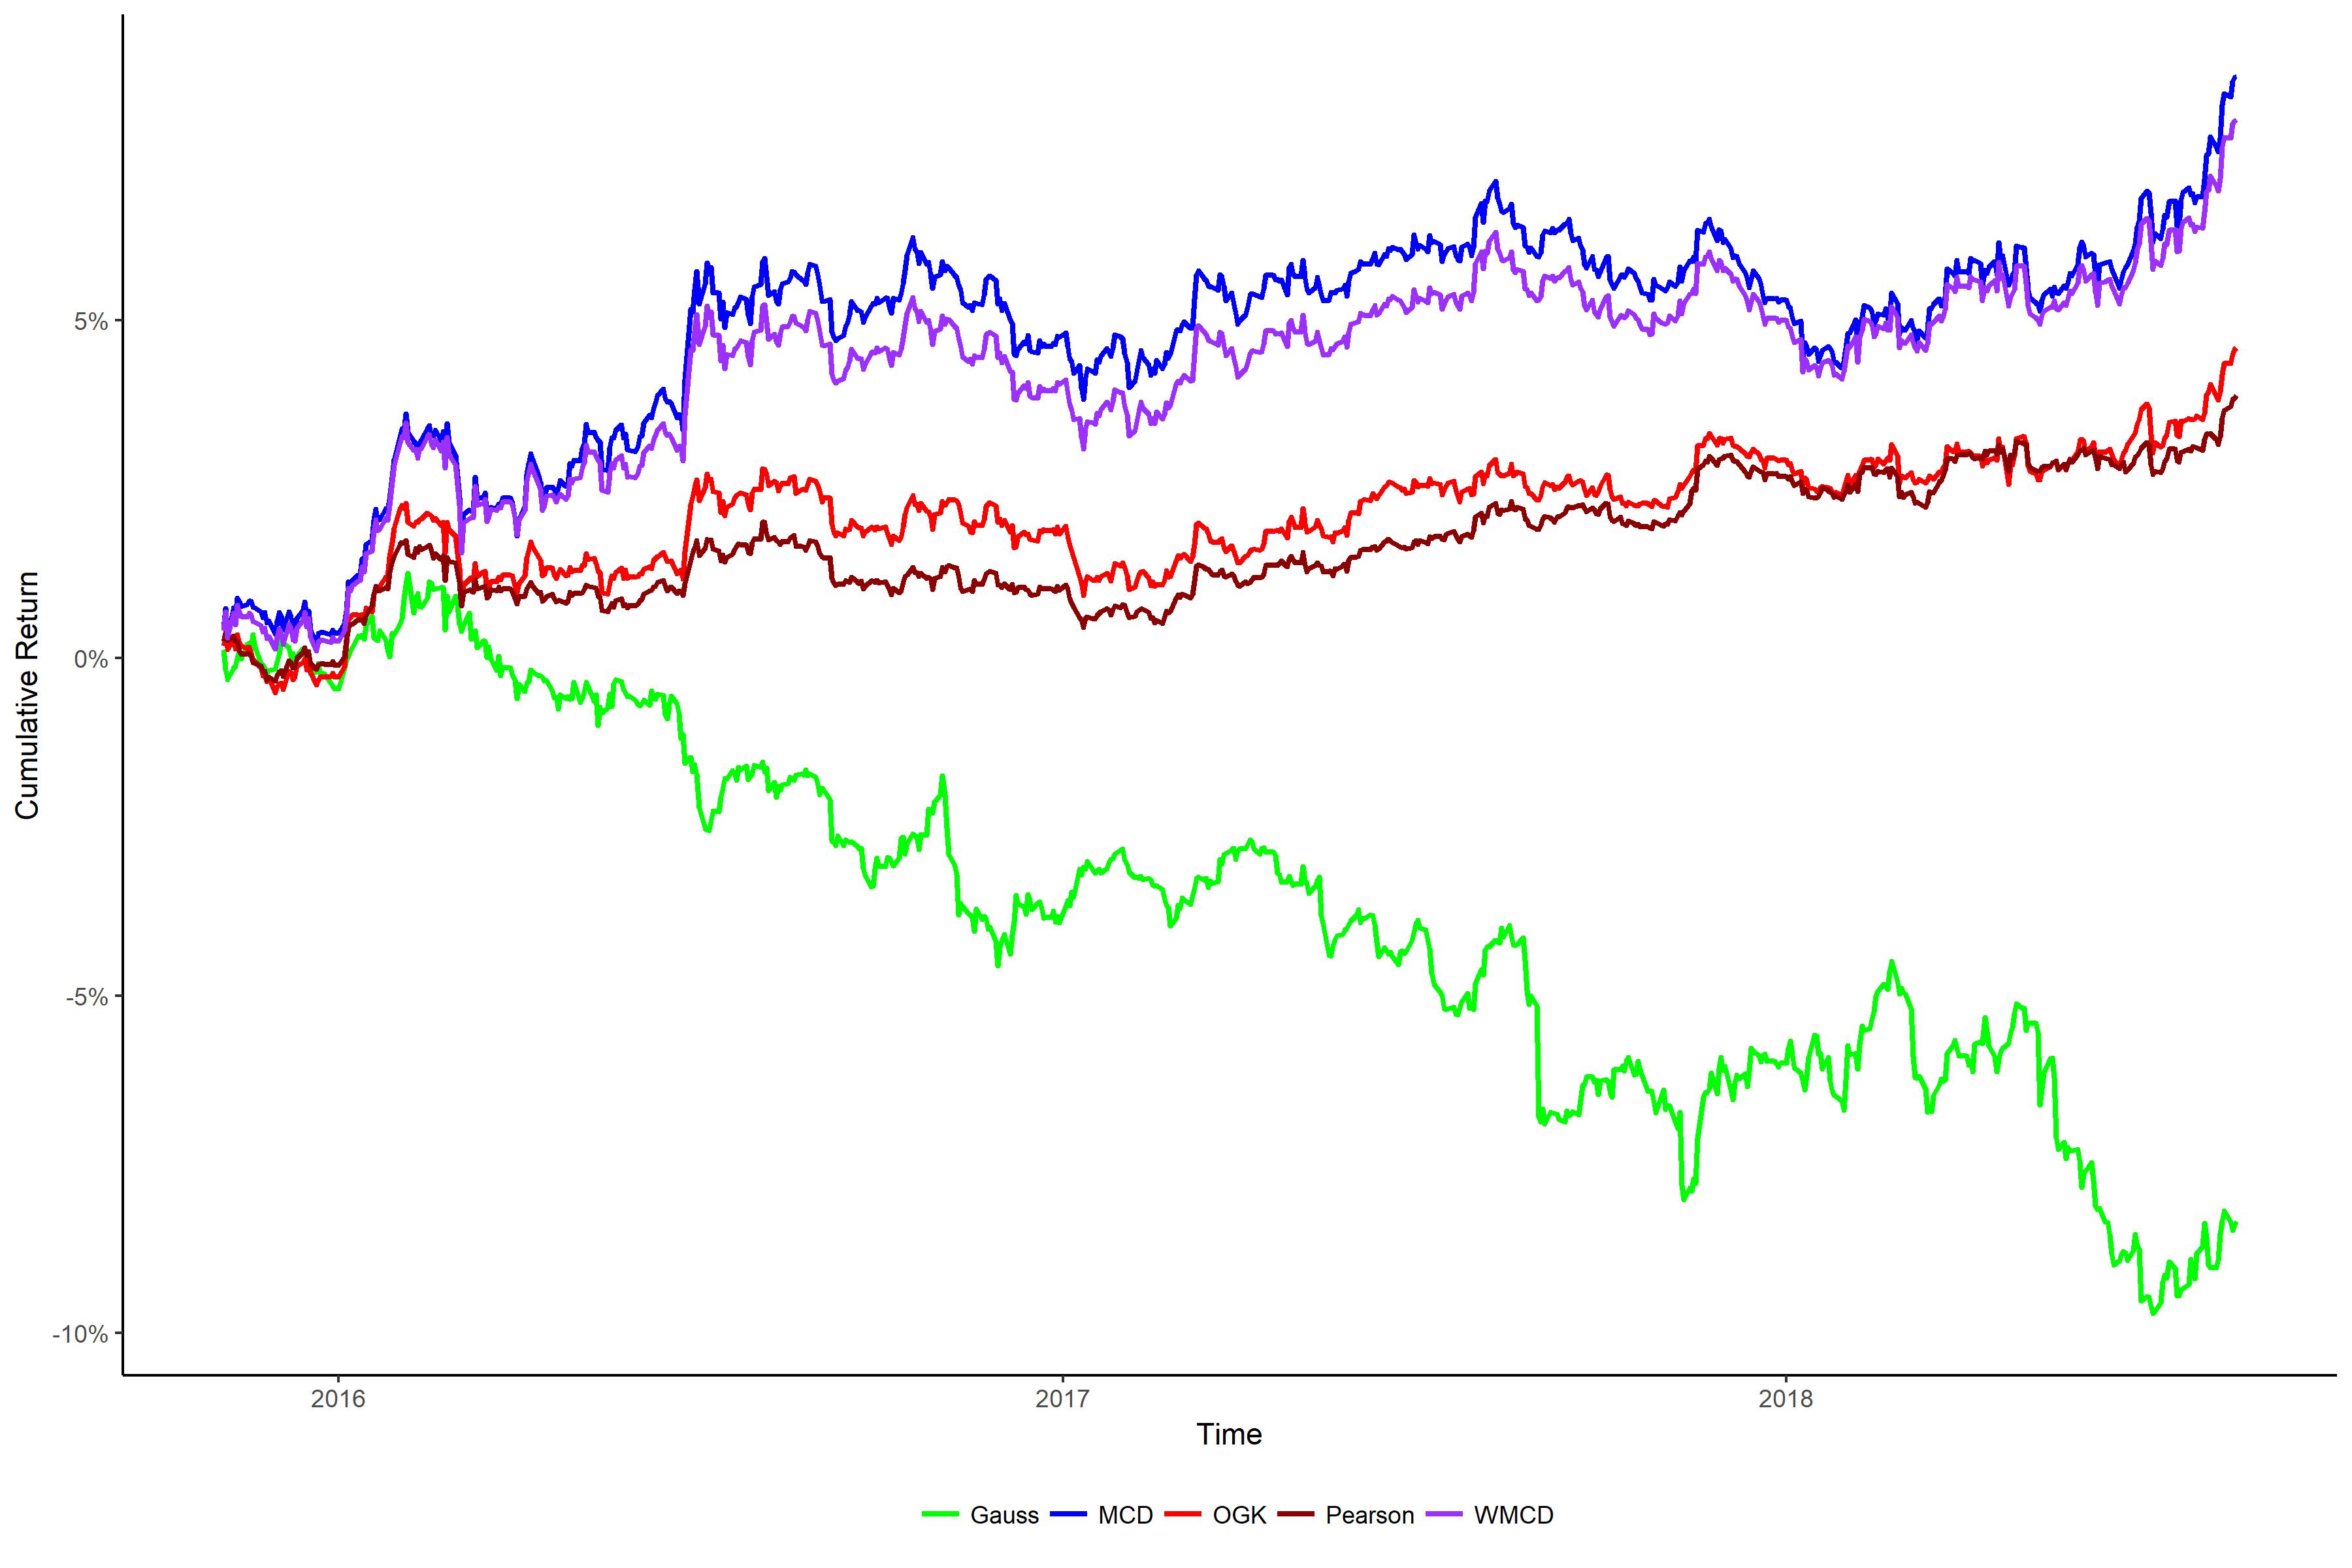 Cumulative Return
5%
0%
-5%
-10%
2016 2017 2018
Time
Gauss MCD OGK Pearson WMCD